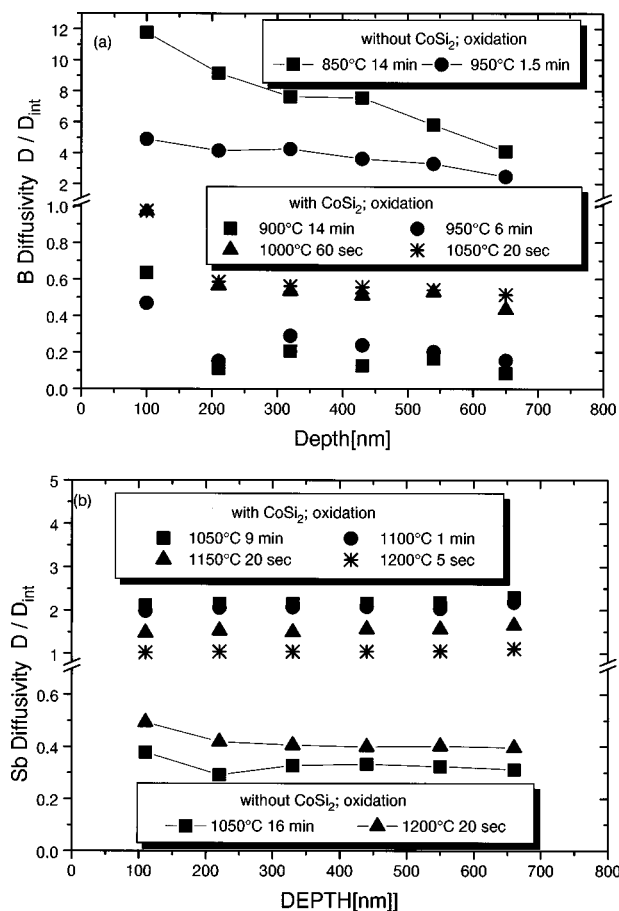 (a)
without CoSi2; oxidation
850°C 14 min
950°C 1.5 min
with CoSi2; oxidation
900°C 14 min
950°C 6 min
1000°C 60 sec
1050°C 20 sec
12
10
8
6
4
2
1.0
0.8
0.6
0.4
0.2
0.0
B Diffusivity D / Dint
0 100 200 300 400 500 600 700 800
Depth[nm]
(b)
with CoSi2; oxidation
1050°C 9 min
1100°C 1 min
1150°C 20 sec
1200°C 5 sec
5
4
3
2
1
0.6
0.4
0.2
0.0
Sb Diffusivity D / Dint
without CoSi2; oxidation
1050°C 16 min
1200°C 20 sec
0 100 200 300 400 500 600 700 800
DEPTH[nm]]